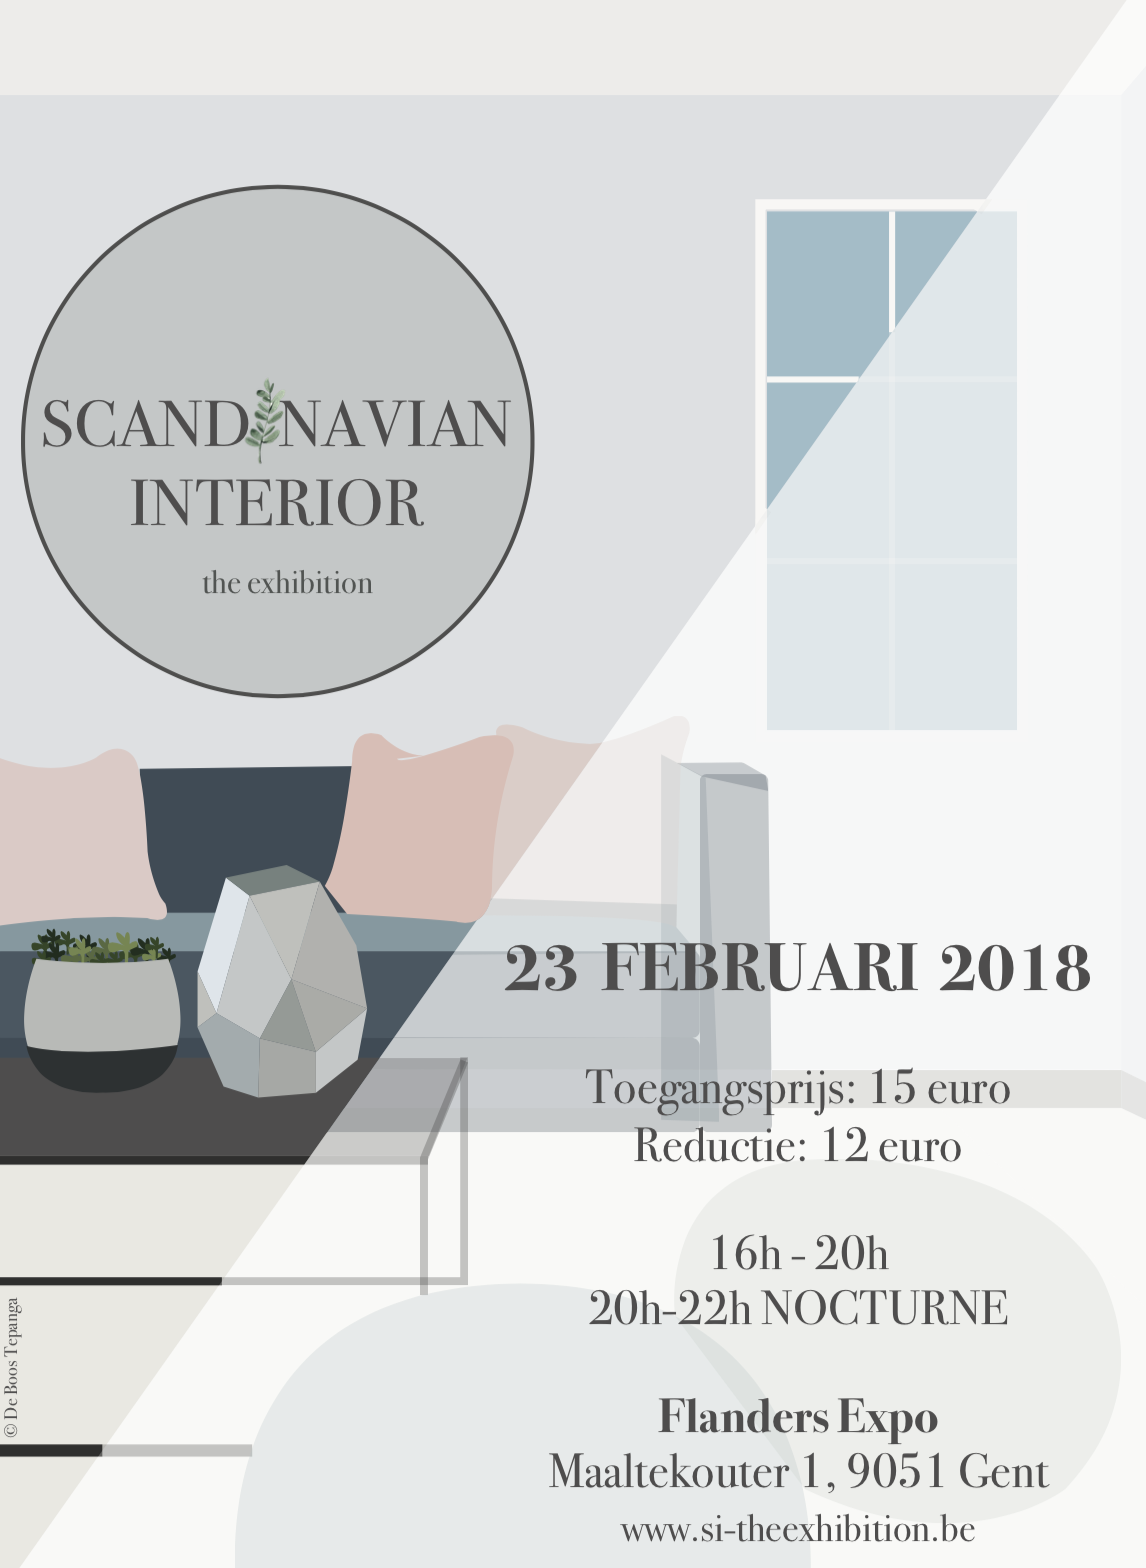 SCANDINAVIAN
INTERIOR
the exhibition
23 FEBRUARI 2018
Toegangsprijs: 15 euro
Reductie: 12 euro
16h - 20h
20h-22h NOCTURNE
Flanders Expo
Maaltekouter 1, 9051 Gent
www.si-theexhibition.be
© De Boos Tepanga